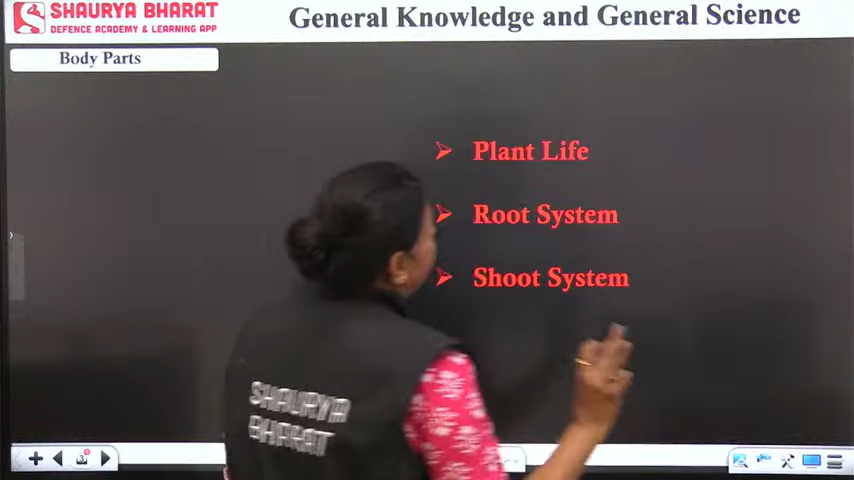 SHAURYA BHARAT
DEFENCE ACADEMY & LEARNING APP
General Knowledge and General Science
Body Parts
Plant Life
Root System
Shoot System
SHAURYA
BHARAT